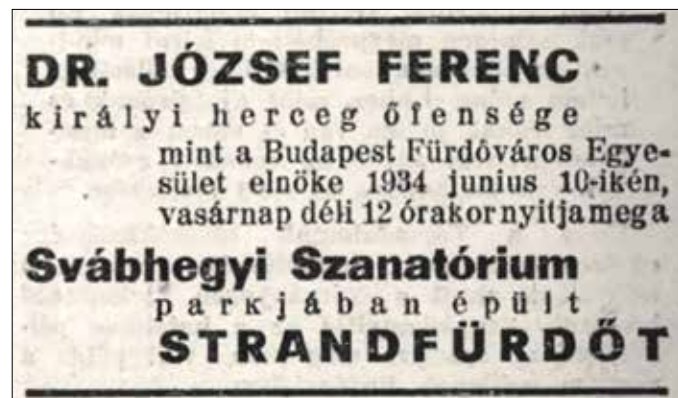 DR. JÓZSEF FERENC
királyi herceg őfensége
mint a Budapest Fürdőváros Egye-
sület elnöke 1934 junius 10-ikén,
vasárnap déli 12 órakor nyitja meg a
Svábhegyi Szanatórium
parkjában épült
STRANDFÜRDŐT